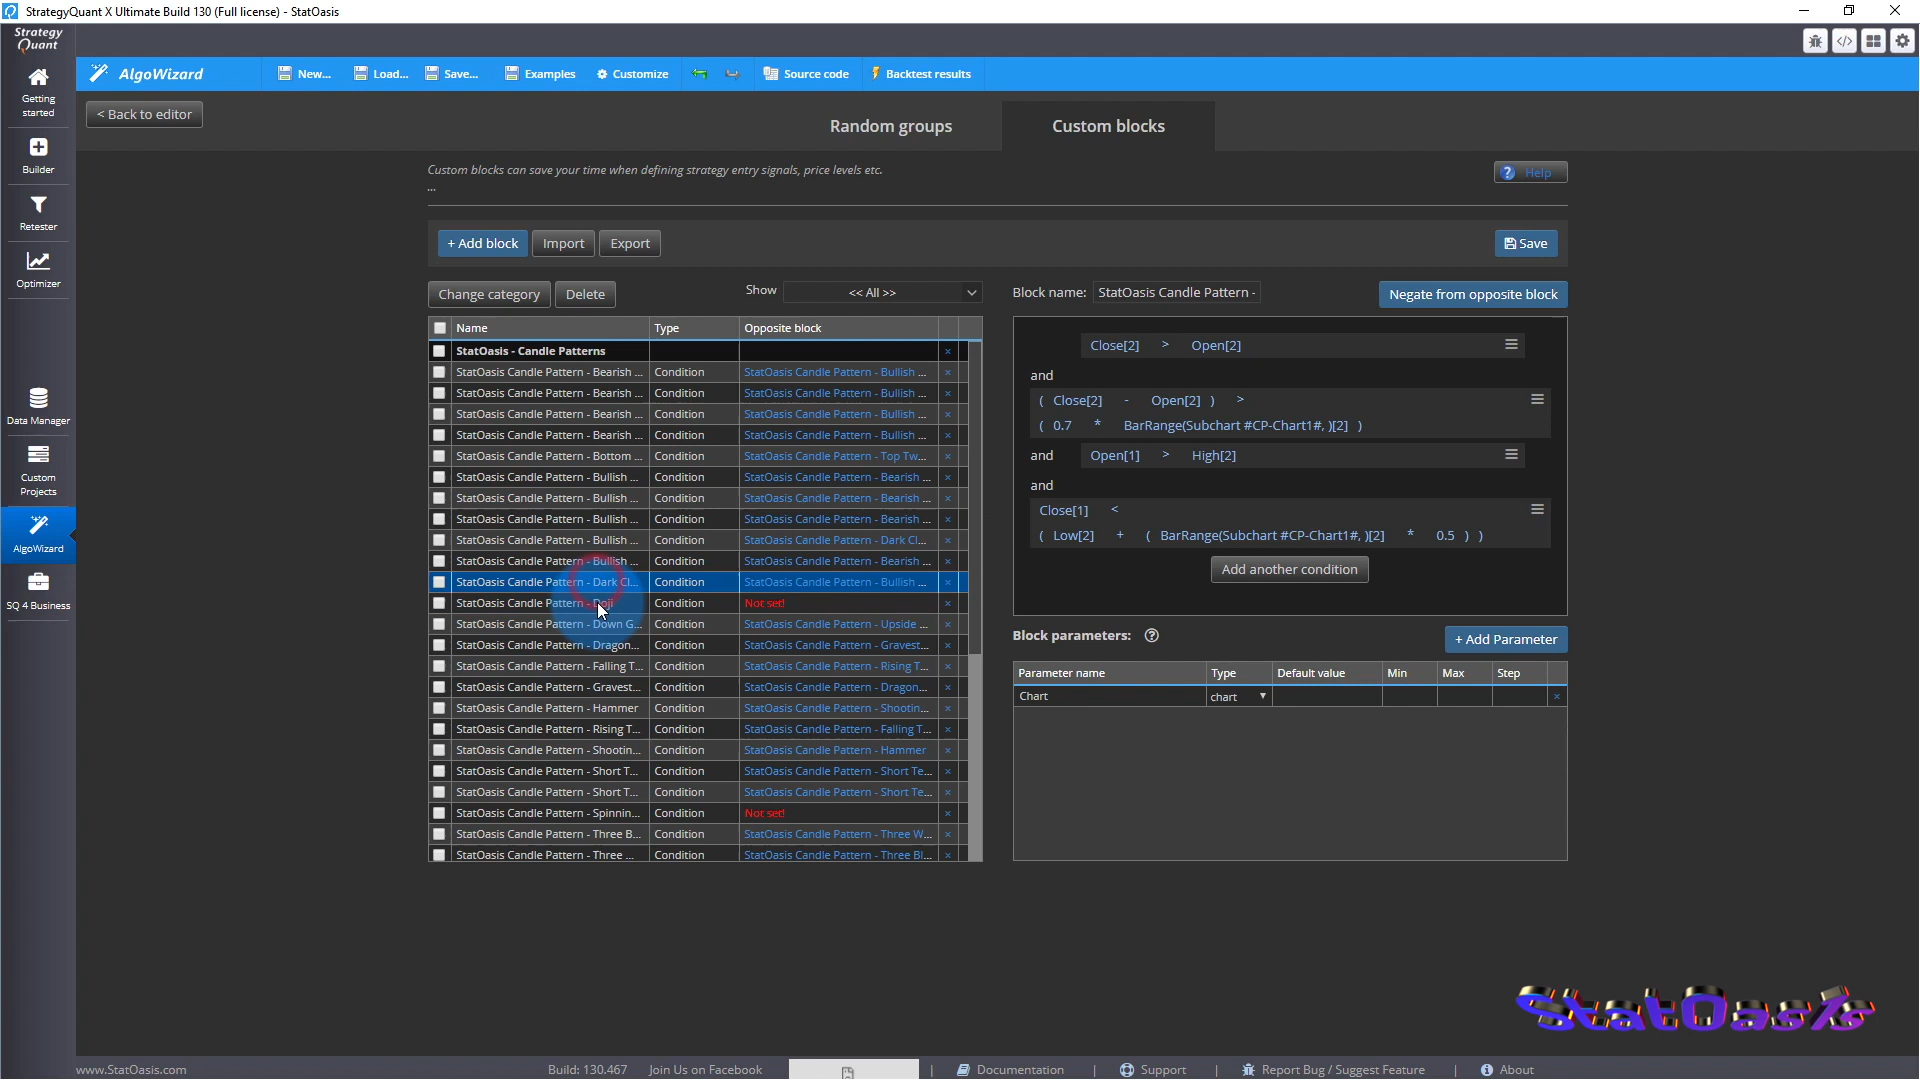 StrategyQuant X Ultimate Build 130 (Full license) - StatOasis
Strategy
Quant
AlgoWizard
New...
Load...
Save...
Examples
Customize
Source code
Backtest results
Getting
started
Builder
Retester
Optimizer
Data Manager
Custom
Projects
AlgoWizard
SQ 4 Business
< Back to editor
Random groups
Custom blocks
Custom blocks can save your time when defining strategy entry signals, price levels etc.
...
? Help
+ Add block
Import
Export
Save
Change category
Delete
Show
<< All >>
Name Type Opposite block
StatOasis - Candle Patterns ×
StatOasis Candle Pattern - Bearish ... Condition StatOasis Candle Pattern - Bullish ... ×
StatOasis Candle Pattern - Bearish ... Condition StatOasis Candle Pattern - Bullish ... ×
StatOasis Candle Pattern - Bearish ... Condition StatOasis Candle Pattern - Bullish ... ×
StatOasis Candle Pattern - Bearish ... Condition StatOasis Candle Pattern - Bullish ... ×
StatOasis Candle Pattern - Bottom ... Condition StatOasis Candle Pattern - Top Tw... ×
StatOasis Candle Pattern - Bullish ... Condition StatOasis Candle Pattern - Bearish ... ×
StatOasis Candle Pattern - Bullish ... Condition StatOasis Candle Pattern - Bearish ... ×
StatOasis Candle Pattern - Bullish ... Condition StatOasis Candle Pattern - Bearish ... ×
StatOasis Candle Pattern - Bullish ... Condition StatOasis Candle Pattern - Dark Cl... ×
StatOasis Candle Pattern - Bullish ... Condition StatOasis Candle Pattern - Bearish ... ×
StatOasis Candle Pattern - Dark Cl... Condition StatOasis Candle Pattern - Bullish ... ×
StatOasis Candle Pattern - Doji Condition Not set! ×
StatOasis Candle Pattern - Down G... Condition StatOasis Candle Pattern - Upside ... ×
StatOasis Candle Pattern - Dragon... Condition StatOasis Candle Pattern - Gravest... ×
StatOasis Candle Pattern - Falling T... Condition StatOasis Candle Pattern - Rising T... ×
StatOasis Candle Pattern - Gravest... Condition StatOasis Candle Pattern - Dragon... ×
StatOasis Candle Pattern - Hammer Condition StatOasis Candle Pattern - Shootin... ×
StatOasis Candle Pattern - Rising T... Condition StatOasis Candle Pattern - Falling T... ×
StatOasis Candle Pattern - Shootin... Condition StatOasis Candle Pattern - Hammer ×
StatOasis Candle Pattern - Short T... Condition StatOasis Candle Pattern - Short Te... ×
StatOasis Candle Pattern - Short T... Condition StatOasis Candle Pattern - Short Te... ×
StatOasis Candle Pattern - Spinnin... Condition Not set! ×
StatOasis Candle Pattern - Three B... Condition StatOasis Candle Pattern - Three W... ×
StatOasis Candle Pattern - Three ... Condition StatOasis Candle Pattern - Three Bl... ×
Block name: StatOasis Candle Pattern -
Negate from opposite block
Close[2] > Open[2]
and
( Close[2] - Open[2] ) >
( 0.7 * BarRange(Subchart #CP-Chart1#, )[2] )
and Open[1] > High[2]
and
Close[1] <
( Low[2] + ( BarRange(Subchart #CP-Chart1#, )[2] * 0.5 ) )
Add another condition
Block parameters: ?
+ Add Parameter
Parameter name Type Default value Min Max Step
Chart chart ×
StatOasis
www.StatOasis.com
Build: 130.467
Join Us on Facebook
Documentation
Support
Report Bug / Suggest Feature
About